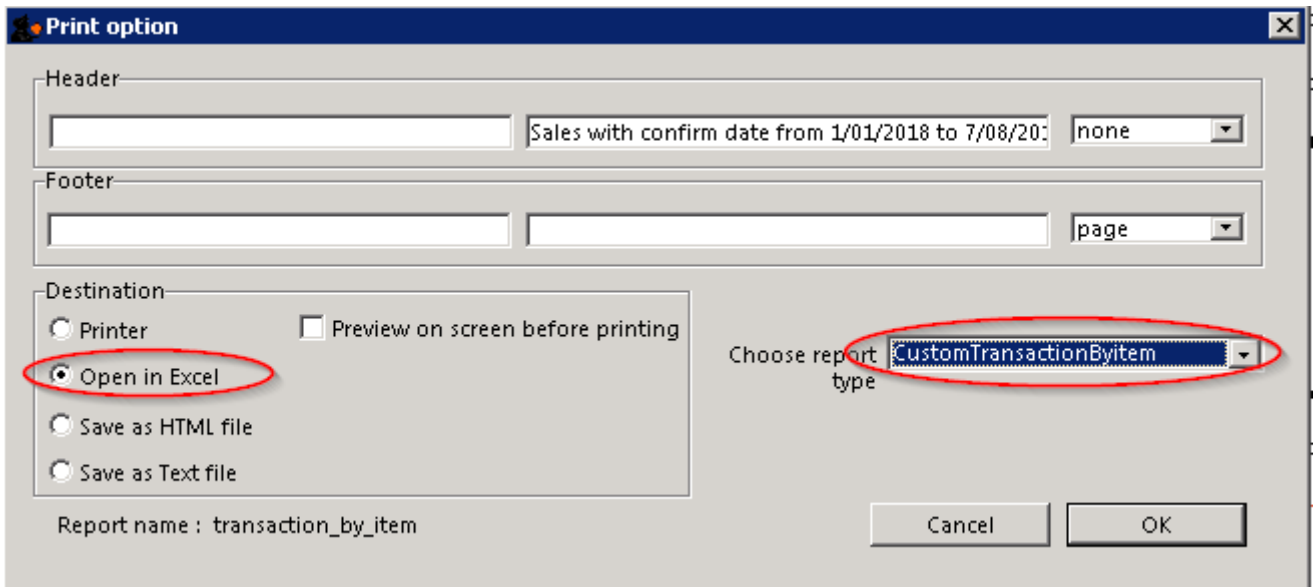 Print option
Header
Sales with confirm date from 1/01/2018 to 7/08/20
none
Footer
page
Destination
Printer
Preview on screen before printing
Open in Excel
Choose report type
CustomTransactionByitem
Save as HTML file
Save as Text file
Report name : transaction_by_item
Cancel
OK